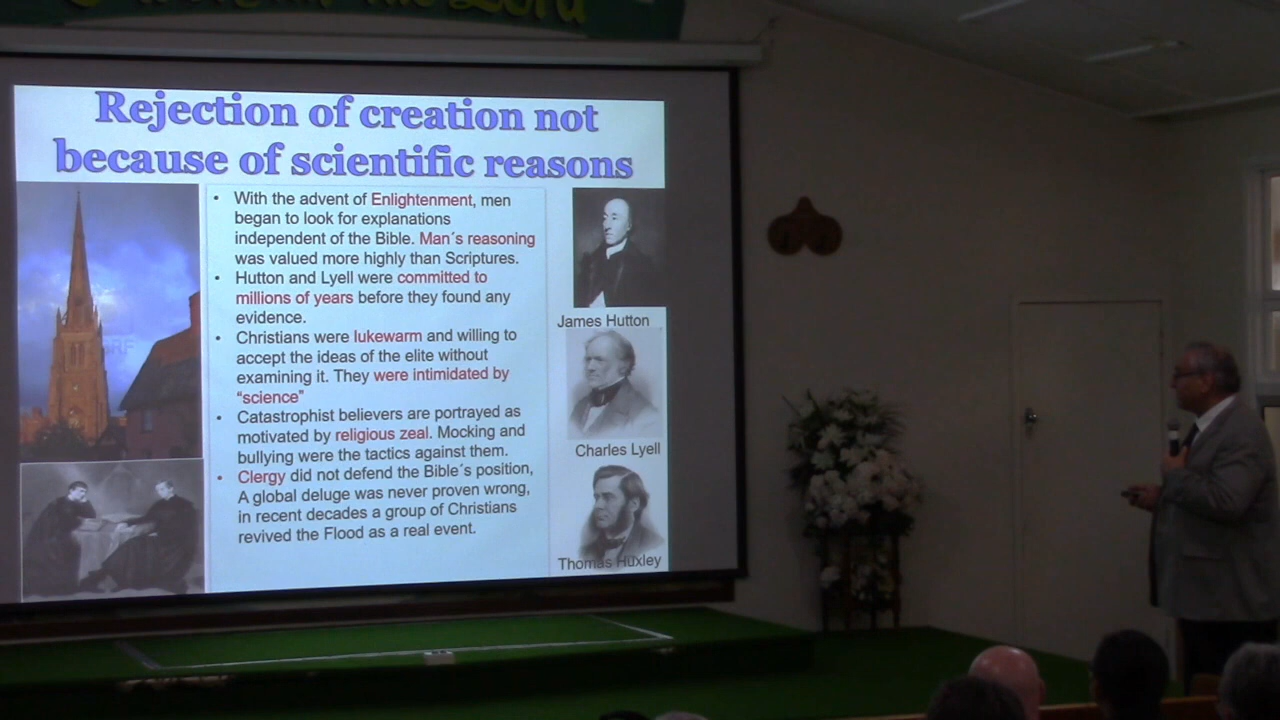 the Lord
Rejection of creation not
because of scientific reasons
• With the advent of Enlightenment, men
began to look for explanations
independent of the Bible. Man´s reasoning
was valued more highly than Scriptures.
• Hutton and Lyell were committed to
millions of years before they found any
evidence.
• Christians were lukewarm and willing to
accept the ideas of the elite without
examining it. They were intimidated by
“science”
• Catastrophist believers are portrayed as
motivated by religious zeal. Mocking and
bullying were the tactics against them.
• Clergy did not defend the Bible´s position,
A global deluge was never proven wrong,
in recent decades a group of Christians
revived the Flood as a real event.
James Hutton
Charles Lyell
Thomas Huxley